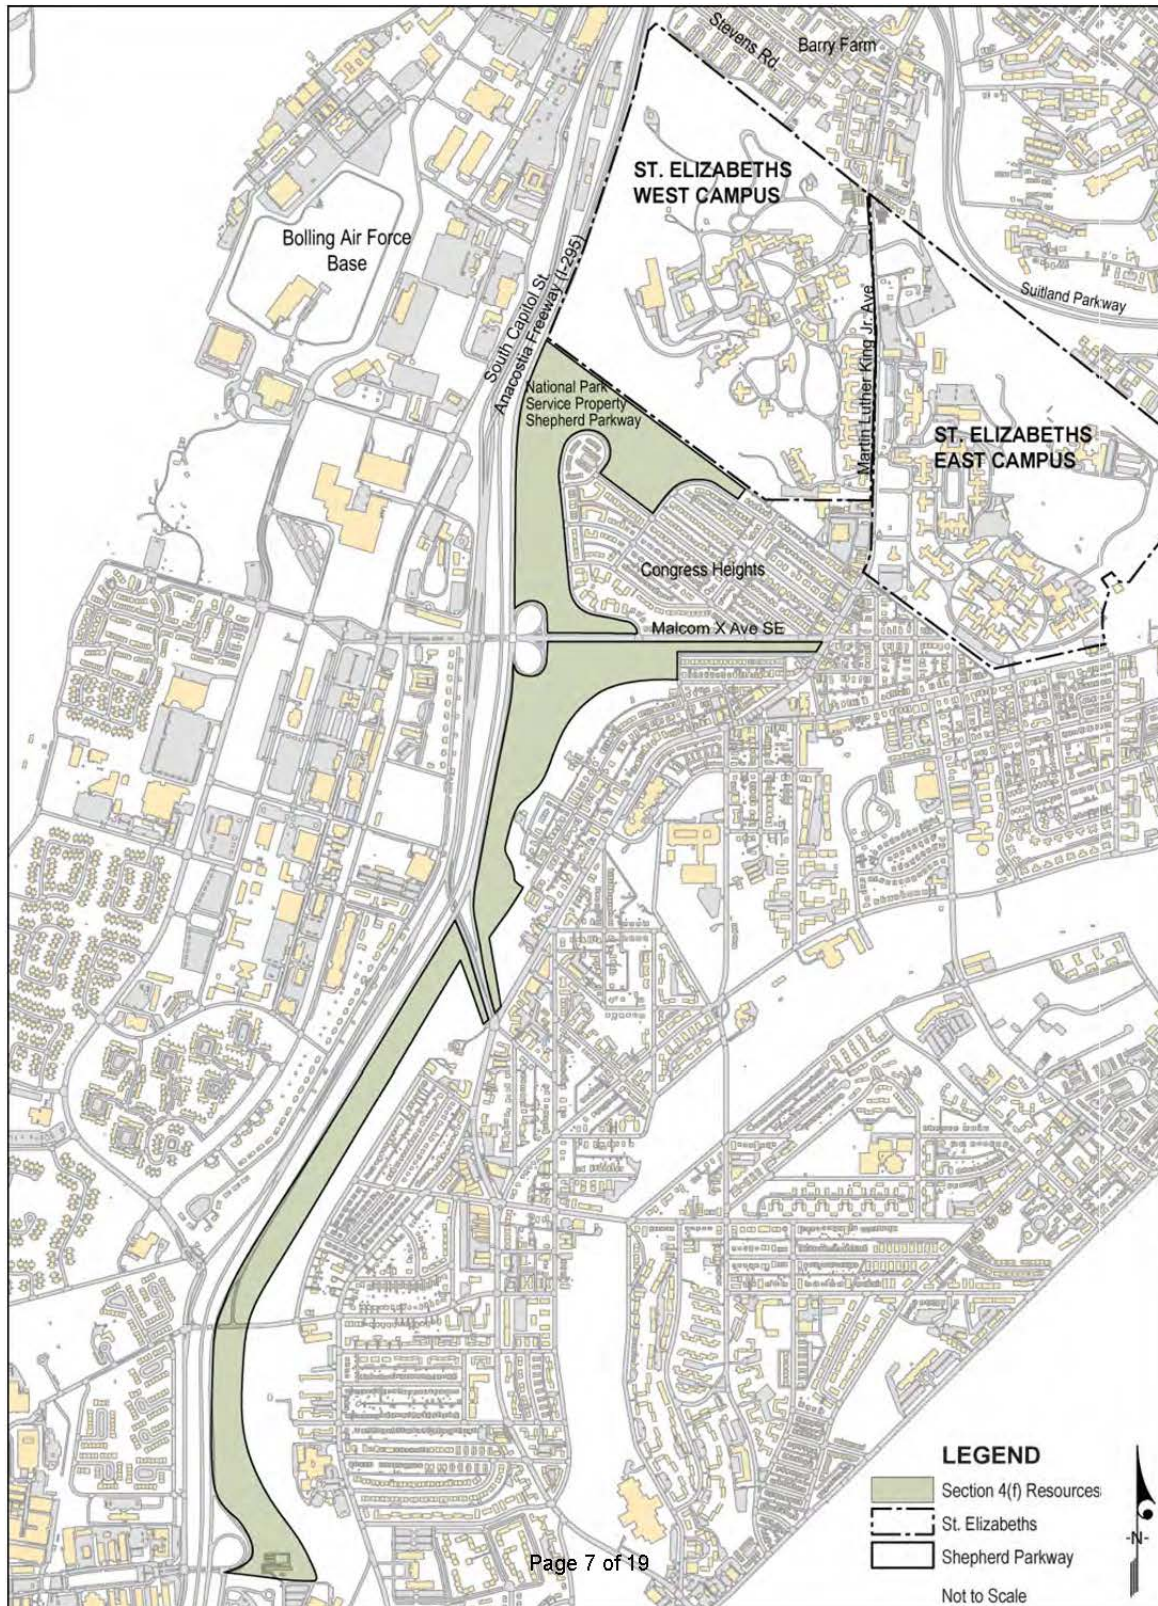 Stevens Rd.
Barry Farm
ST. ELIZABETHS
WEST CAMPUS
Bolling Air Force
Base
South Capitol St.
Anacostia Freeway (I-295)
Suitland Parkway
Martin Luther King Jr. Ave
National Park
Service Property
Shepherd Parkway
ST. ELIZABETHS
EAST CAMPUS
Congress Heights
Malcom X Ave SE
LEGEND
Section 4(f) Resources
St. Elizabeths
Shepherd Parkway
Not to Scale
-N-
Page 7 of 19